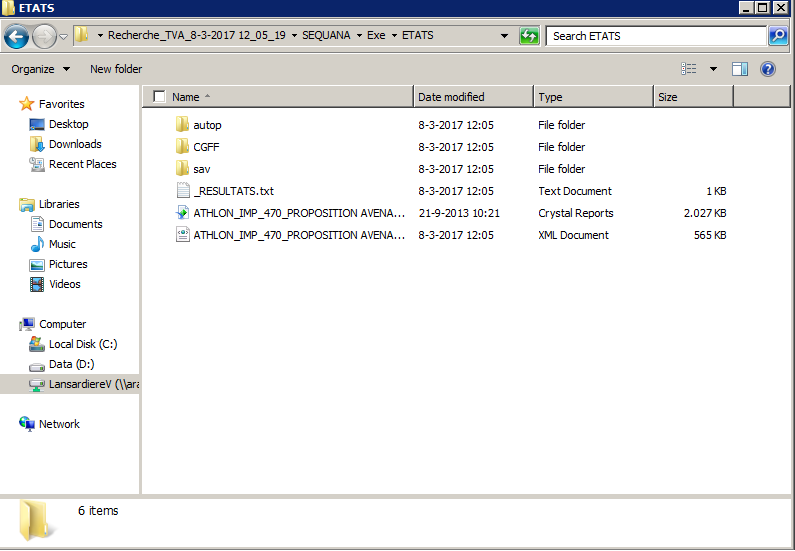 ETATS
Recherche_TVA_8-3-2017 12_05_19 SEQUANA Exe ETATS Search ETATS
Organize New folder
Name Date modified Type Size
autop 8-3-2017 12:05 File folder
CGFF 8-3-2017 12:05 File folder
sav 8-3-2017 12:05 File folder
_RESULTATS.txt 8-3-2017 12:05 Text Document 1 KB
ATHLON_IMP_470_PROPOSITION AVENA... 21-9-2013 10:21 Crystal Reports 2.027 KB
ATHLON_IMP_470_PROPOSITION AVENA... 8-3-2017 12:05 XML Document 565 KB
Favorites
Desktop
Downloads
Recent Places
Libraries
Documents
Music
Pictures
Videos
Computer
Local Disk (C:)
Data (D:)
LansardiereV (\\ara
Network
6 items